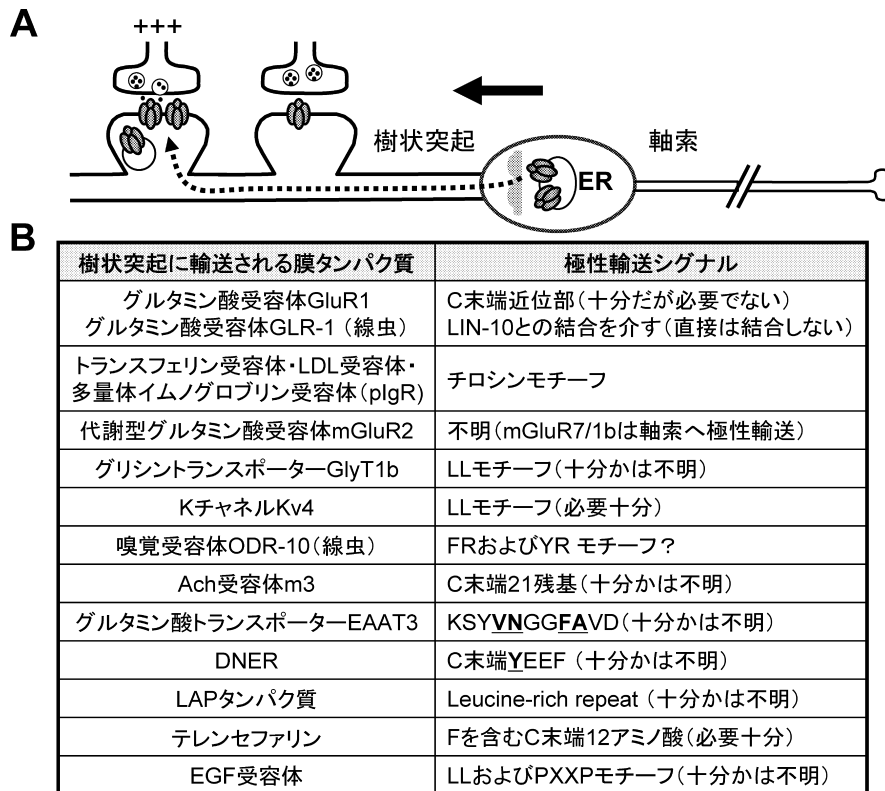 A
+++
樹状突起
軸索
ER
B
樹状突起に輸送される膜タンパク質
極性輸送シグナル
グルタミン酸受容体GluR1
グルタミン酸受容体GLR-1（線虫）
C末端近位部（十分だが必要でない）
LIN-10との結合を介す（直接は結合しない）
トランスフェリン受容体・LDL受容体・
多量体イムノグロブリン受容体（pIgR）
チロシンモチーフ
代謝型グルタミン酸受容体mGluR2
不明（mGluR7/1bは軸索へ極性輸送）
グリシントランスポーターGlyT1b
LLモチーフ（十分かは不明）
KチャネルKv4
LLモチーフ（必要十分）
嗅覚受容体ODR-10（線虫）
FRおよびYR モチーフ？
Ach受容体m3
C末端21残基（十分かは不明）
グルタミン酸トランスポーターEAAT3
KSYVNGGFAVD（十分かは不明）
DNER
C末端YEEF （十分かは不明）
LAPタンパク質
Leucine-rich repeat （十分かは不明）
テレンセファリン
Fを含むC末端12アミノ酸（必要十分）
EGF受容体
LLおよびPXXPモチーフ（十分かは不明）